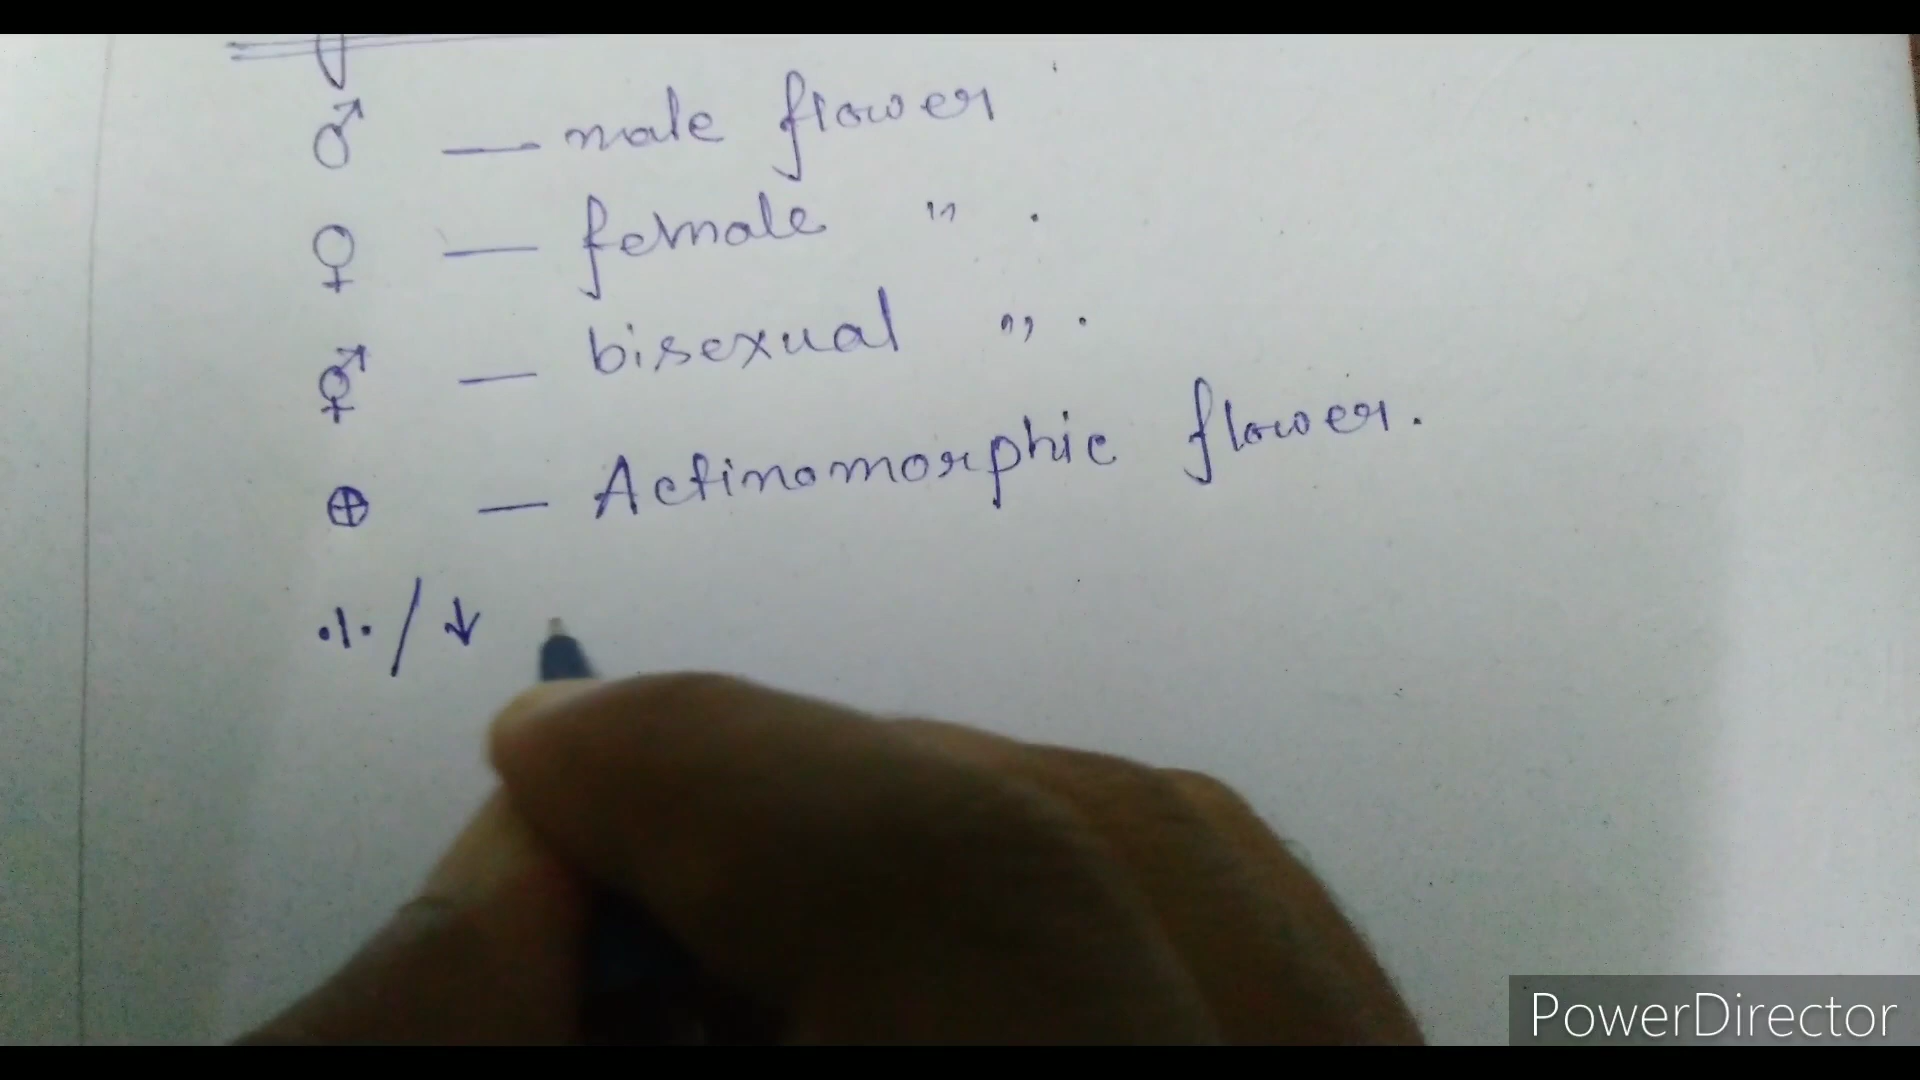 ♂ — male flower
♀ — female " .
⚥ — bisexual " .
⊕ — Actinomorphic flower.
·|· / ↓
PowerDirector